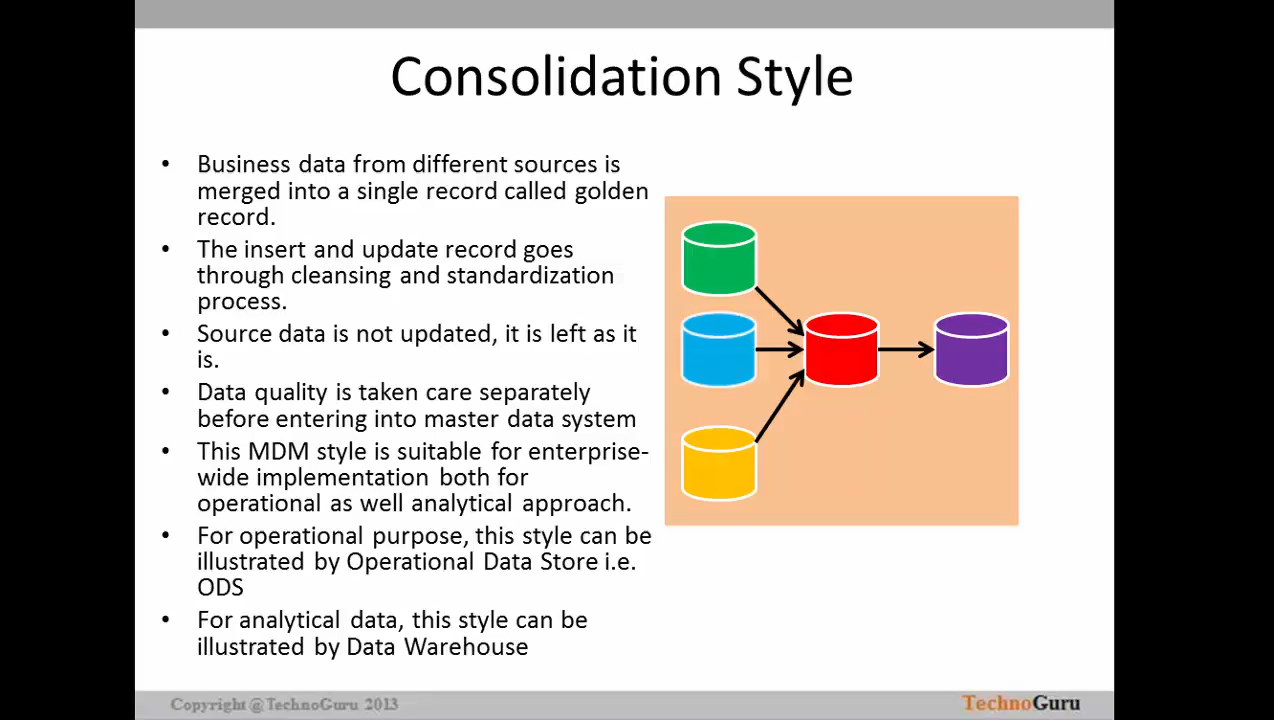 Consolidation Style
• Business data from different sources is
merged into a single record called golden
record.
• The insert and update record goes
through cleansing and standardization
process.
• Source data is not updated, it is left as it
is.
• Data quality is taken care separately
before entering into master data system
• This MDM style is suitable for enterprise-
wide implementation both for
operational as well analytical approach.
• For operational purpose, this style can be
illustrated by Operational Data Store i.e.
ODS
• For analytical data, this style can be
illustrated by Data Warehouse
Copyright @TechnoGuru 2013
TechnoGuru